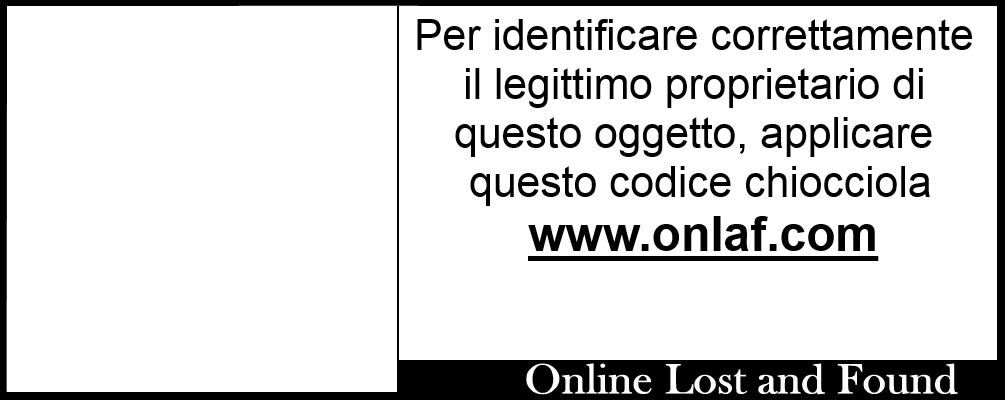 Per identificare correttamente
il legittimo proprietario di
questo oggetto, applicare
questo codice chiocciola
www.onlaf.com
Online Lost and Found